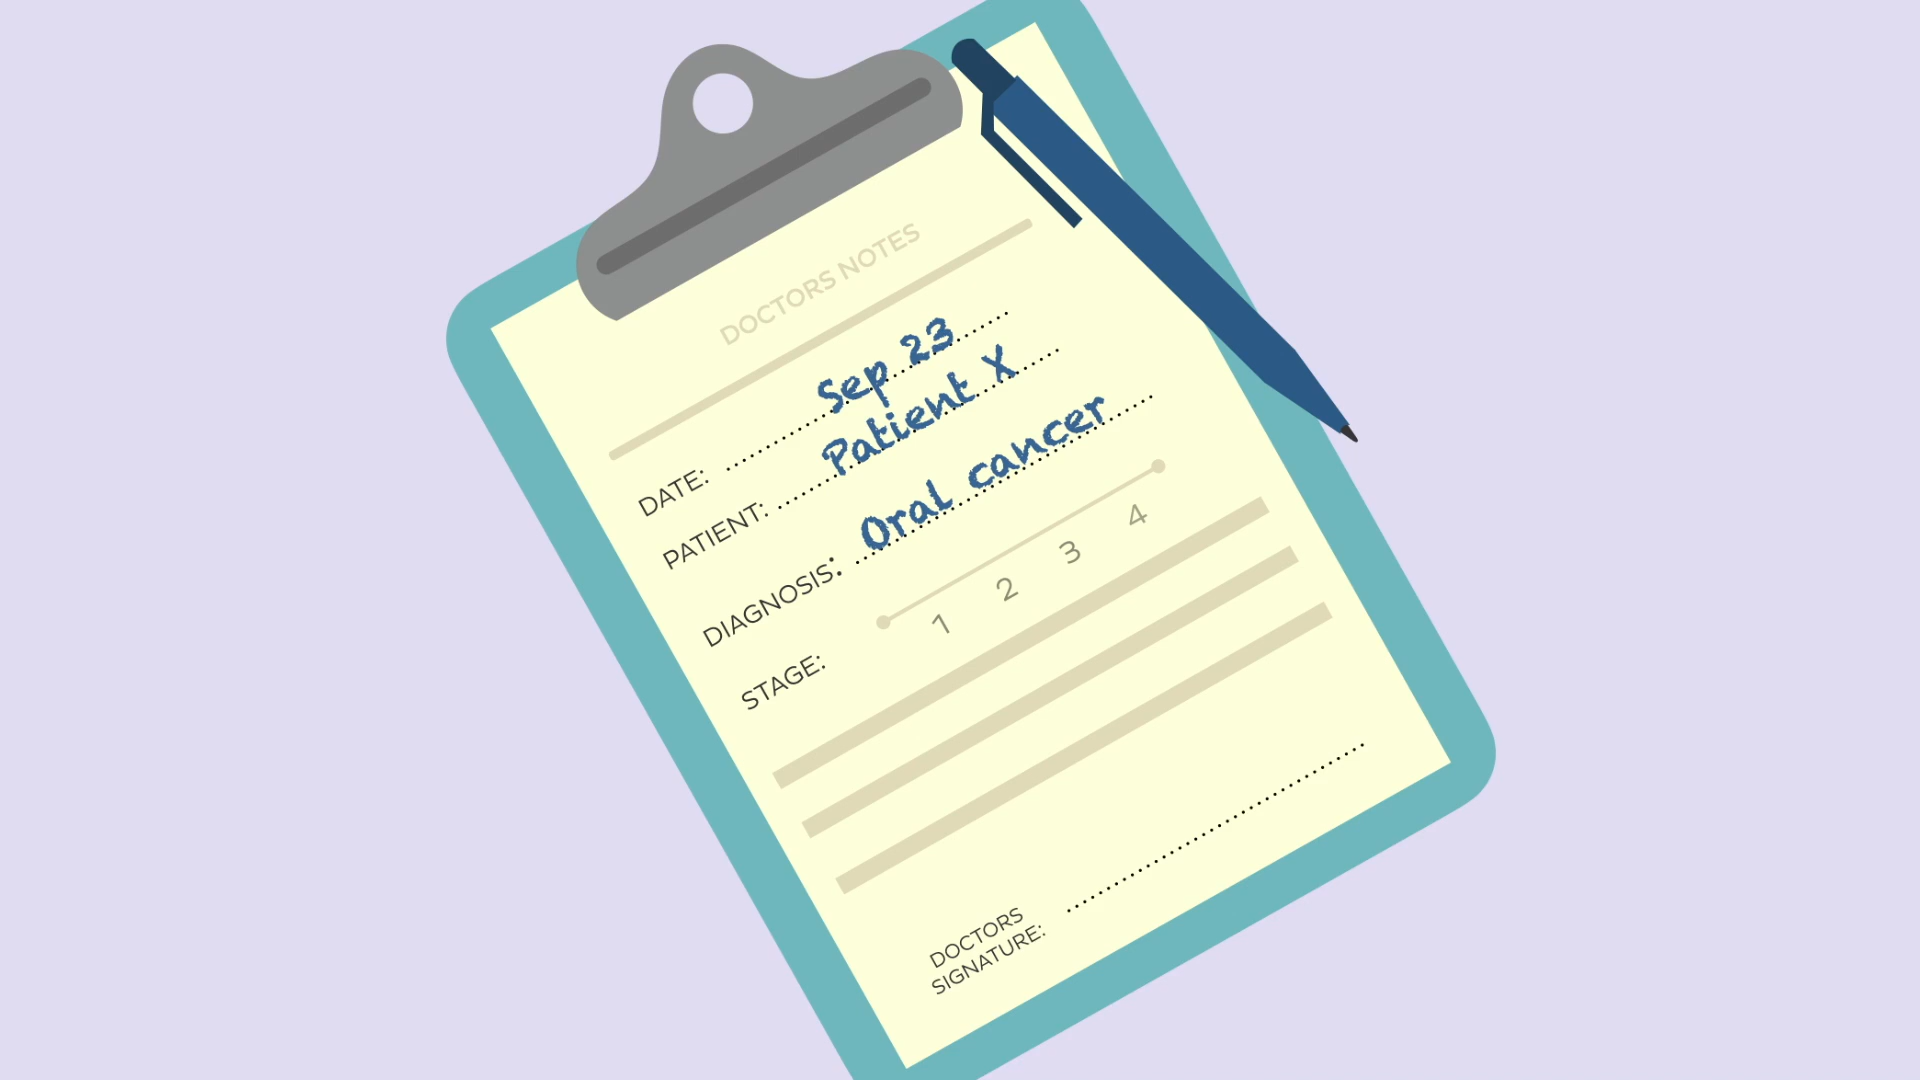 DOCTORS NOTES
DATE: Sep 23
PATIENT: Patient X
DIAGNOSIS: Oral cancer
STAGE: 1 2 3 4
DOCTORS
SIGNATURE: